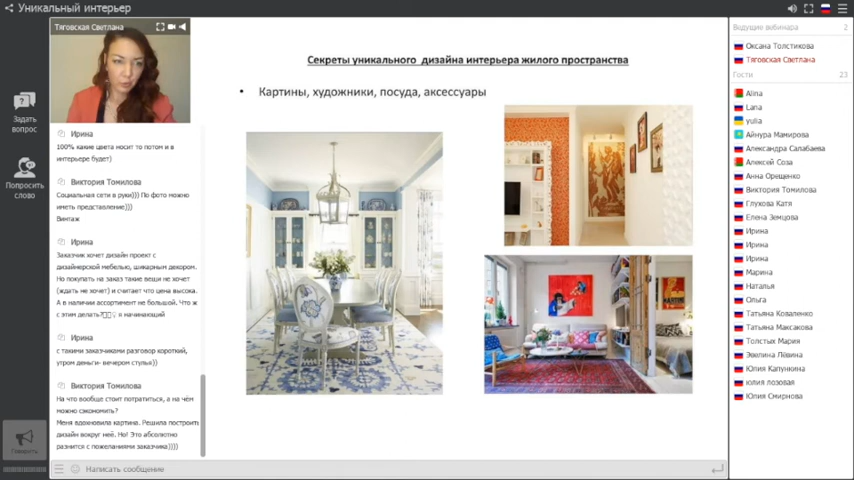 Уникальный интерьер
Тяговская Светлана
Задать
вопрос
Попросить
слово
Говорить
Ирина
100% какие цвета носит то потом и в
интерьере будет)
Виктория Томилова
Социальная сети в руки))) По фото можно
иметь представление)))
Винтаж
Ирина
Заказчик хочет дизайн проект с
дизайнерской мебелью, шикарным декором.
Но покупать на заказ такие вещи не хочет
(ждать не хочет) и считает что цена высока.
А в наличии ассортимент не большой. Что ж
с этим делать? я начинающий
Ирина
с такими заказчиками разговор короткий,
утром деньги- вечером стулья))
Виктория Томилова
На что вообще стоит потратиться, а на чём
можно сэкономить?
Меня вдохновила картина. Решила построить
дизайн вокруг неё. Но! Это абсолютно
разнится с пожеланиями заказчика))))
Написать сообщение
Секреты уникального дизайна интерьера жилого пространства
• Картины, художники, посуда, аксессуары
MARTINI
Ведущие вебинара 2
Оксана Толстикова
Тяговская Светлана
Гости 23
Alina
Lana
yulia
Айнура Мамирова
Александра Салабаева
Алексей Соза
Анна Орещенко
Виктория Томилова
Глухова Катя
Елена Земцова
Ирина
Ирина
Ирина
Марина
Наталья
Ольга
Татьяна Коваленко
Татьяна Максакова
Толстых Мария
Эвелина Лёвина
Юлия Капункина
юлия лозовая
Юлия Смирнова